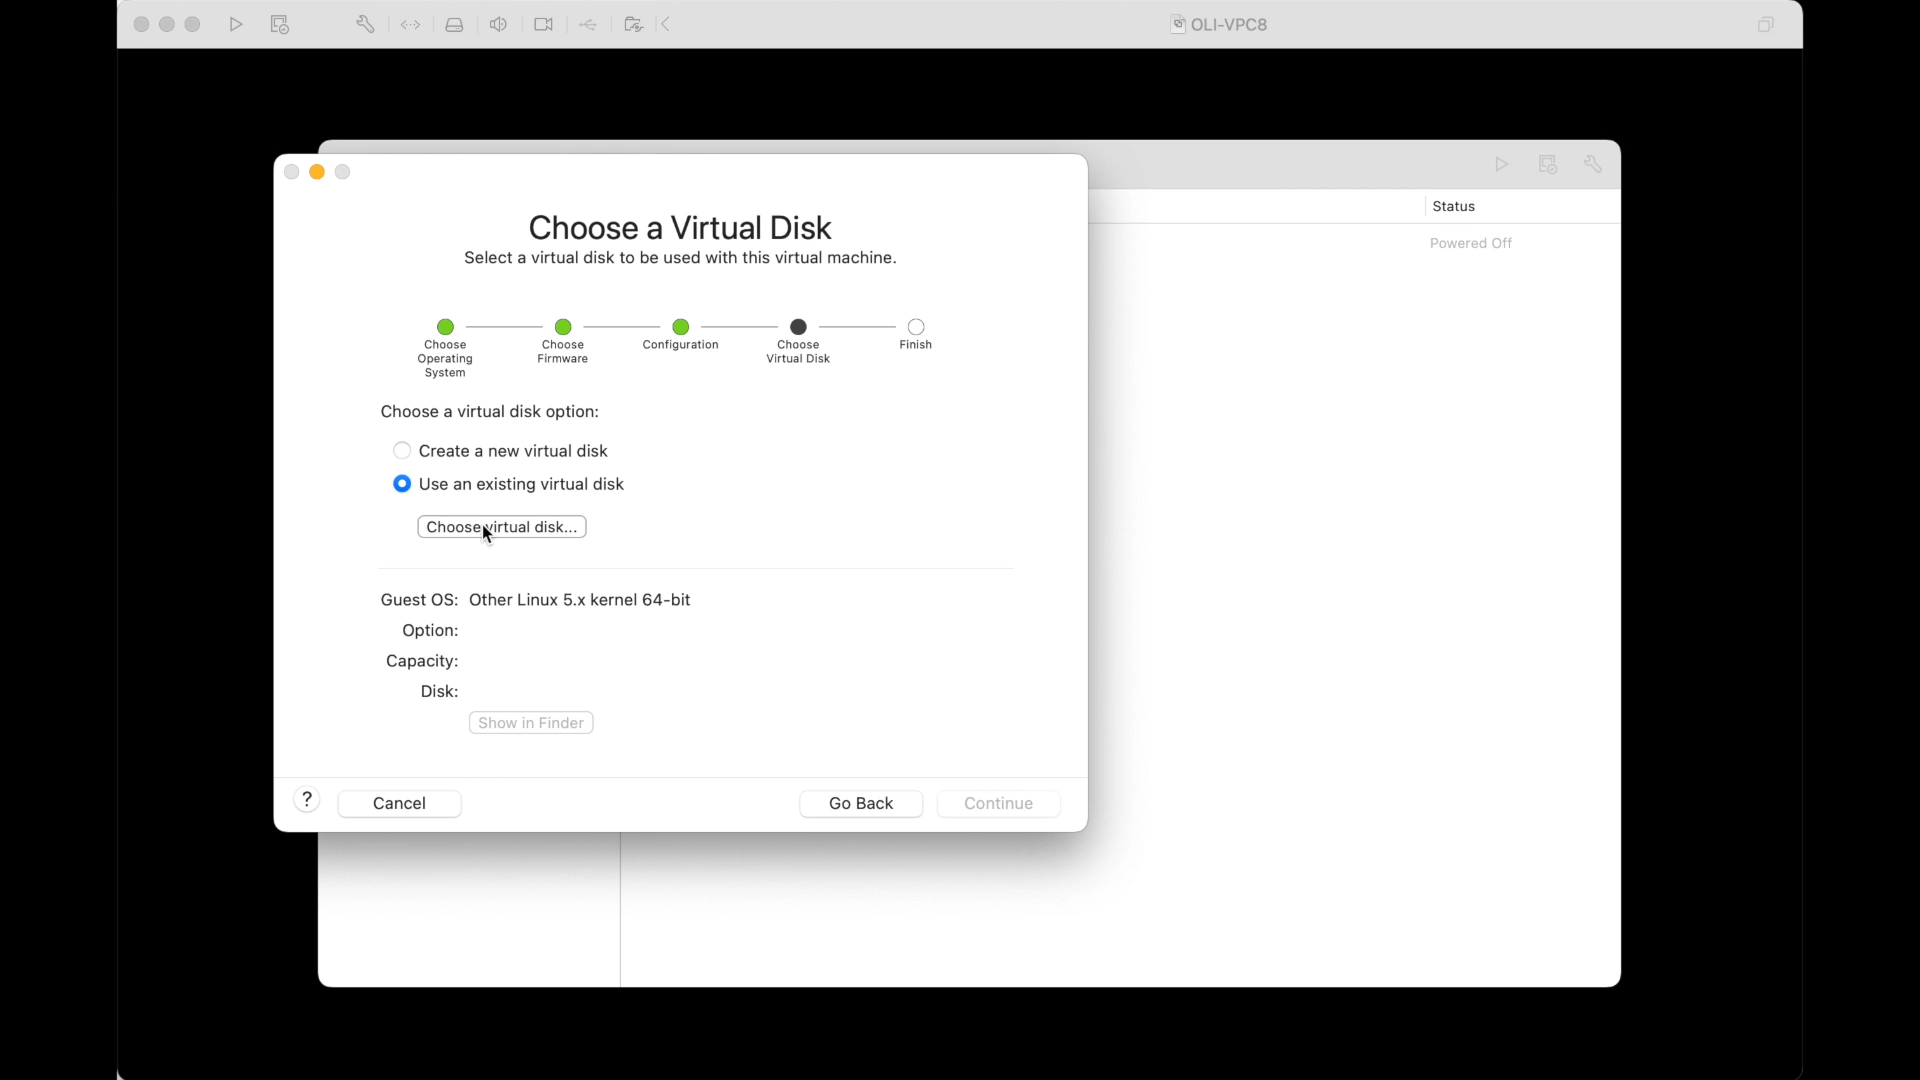 OLI-VPC8
Status
Powered Off
Choose a Virtual Disk
Select a virtual disk to be used with this virtual machine.
Choose
Operating
System
Choose
Firmware
Configuration
Choose
Virtual Disk
Finish
Choose a virtual disk option:
Create a new virtual disk
Use an existing virtual disk
Choose virtual disk...
Guest OS: Other Linux 5.x kernel 64-bit
Option:
Capacity:
Disk:
Show in Finder
? Cancel Go Back Continue